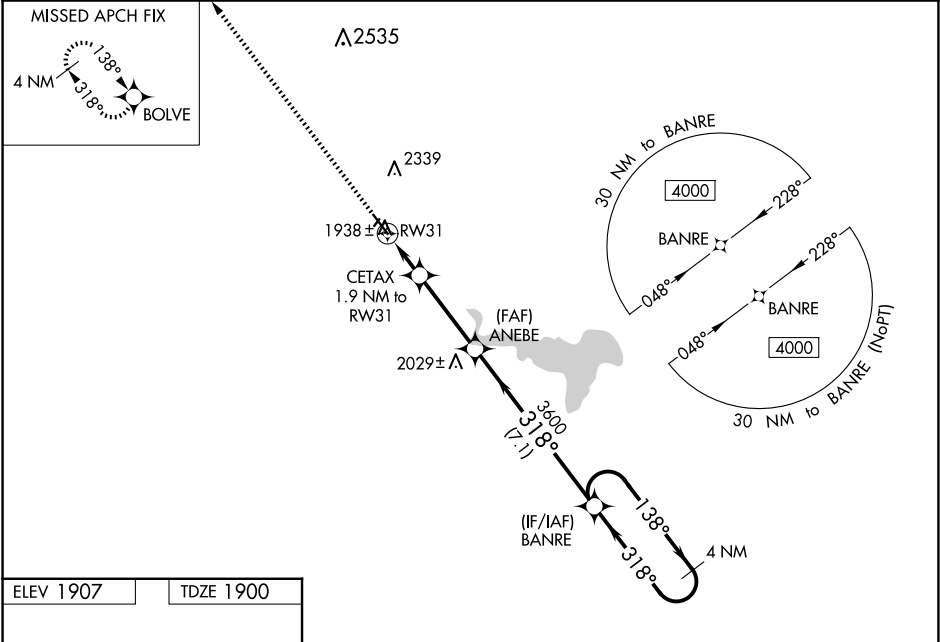 MISSED APCH FIX
138°
4 NM
318°
BOLVE
2535
2339
1938 ±
RW31
CETAX
1.9 NM to
RW31
(FAF)
ANEBE
2029 ±
3600
318°
(7.1)
(IF/IAF)
BANRE
138°
318°
4 NM
30 NM to BANRE
4000
228°
BANRE
048°
228°
BANRE
048°
4000
30 NM to BANRE (NoPT)
ELEV 1907
TDZE 1900